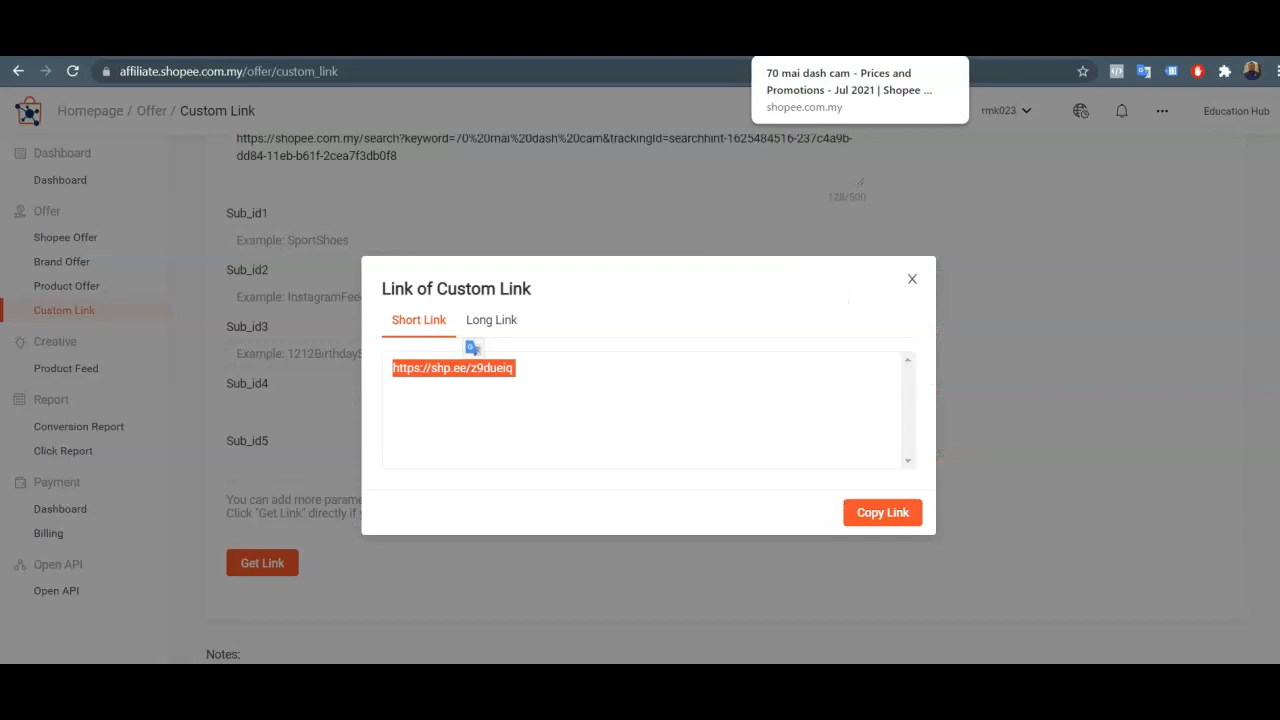 affiliate.shopee.com.my/offer/custom_link
70 mai dash cam - Prices and
Promotions - Jul 2021 | Shopee ...
shopee.com.my
Homepage / Offer / Custom Link
rmk023
Education Hub
https://shopee.com.my/search?keyword=70%20mai%20dash%20cam&trackingId=searchhint-1625484516-237c4a9b-
dd84-11eb-b61f-2cea7f3db0f8
128/500
Dashboard
Dashboard
Offer
Shopee Offer
Brand Offer
Product Offer
Custom Link
Creative
Product Feed
Report
Conversion Report
Click Report
Payment
Dashboard
Billing
Open API
Open API
Sub_id1
Example: SportShoes
Sub_id2
Example: InstagramFee
Sub_id3
Example: 1212Birthday
Sub_id4
Sub_id5
You can add more parame
Click "Get Link" directly if
Get Link
Notes:
Link of Custom Link
Short Link
Long Link
https://shp.ee/z9dueiq
Copy Link